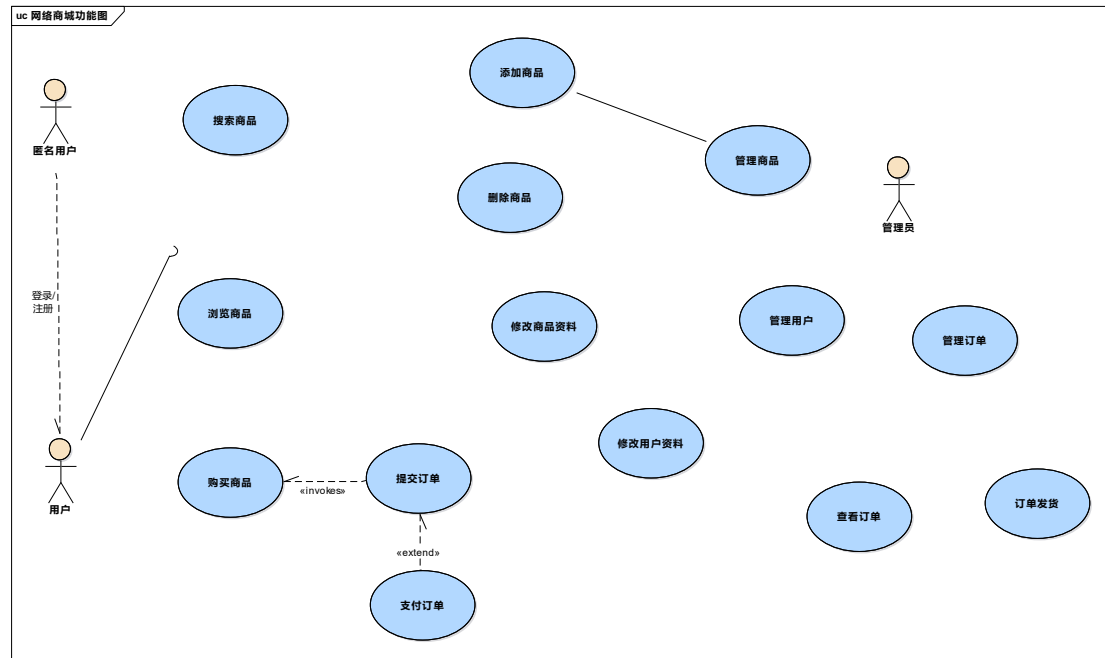 uc 网络商城功能图
添加商品
搜索商品
匿名用户
管理商品
删除商品
管理员
登录/
注册
浏览商品
修改商品资料
管理用户
管理订单
修改用户资料
用户
购买商品
提交订单
«invokes»
查看订单
订单发货
«extend»
支付订单